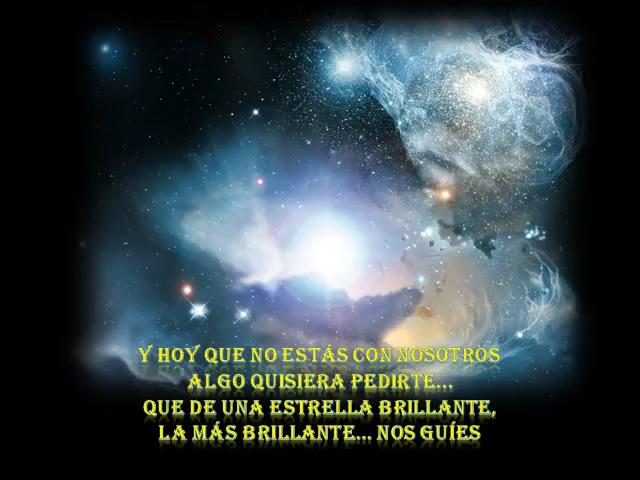 Y HOY QUE NO ESTÁS CON NOSOTROS
ALGO QUISIERA PEDIRTE...
QUE DE UNA ESTRELLA BRILLANTE,
LA MÁS BRILLANTE... NOS GUÍES